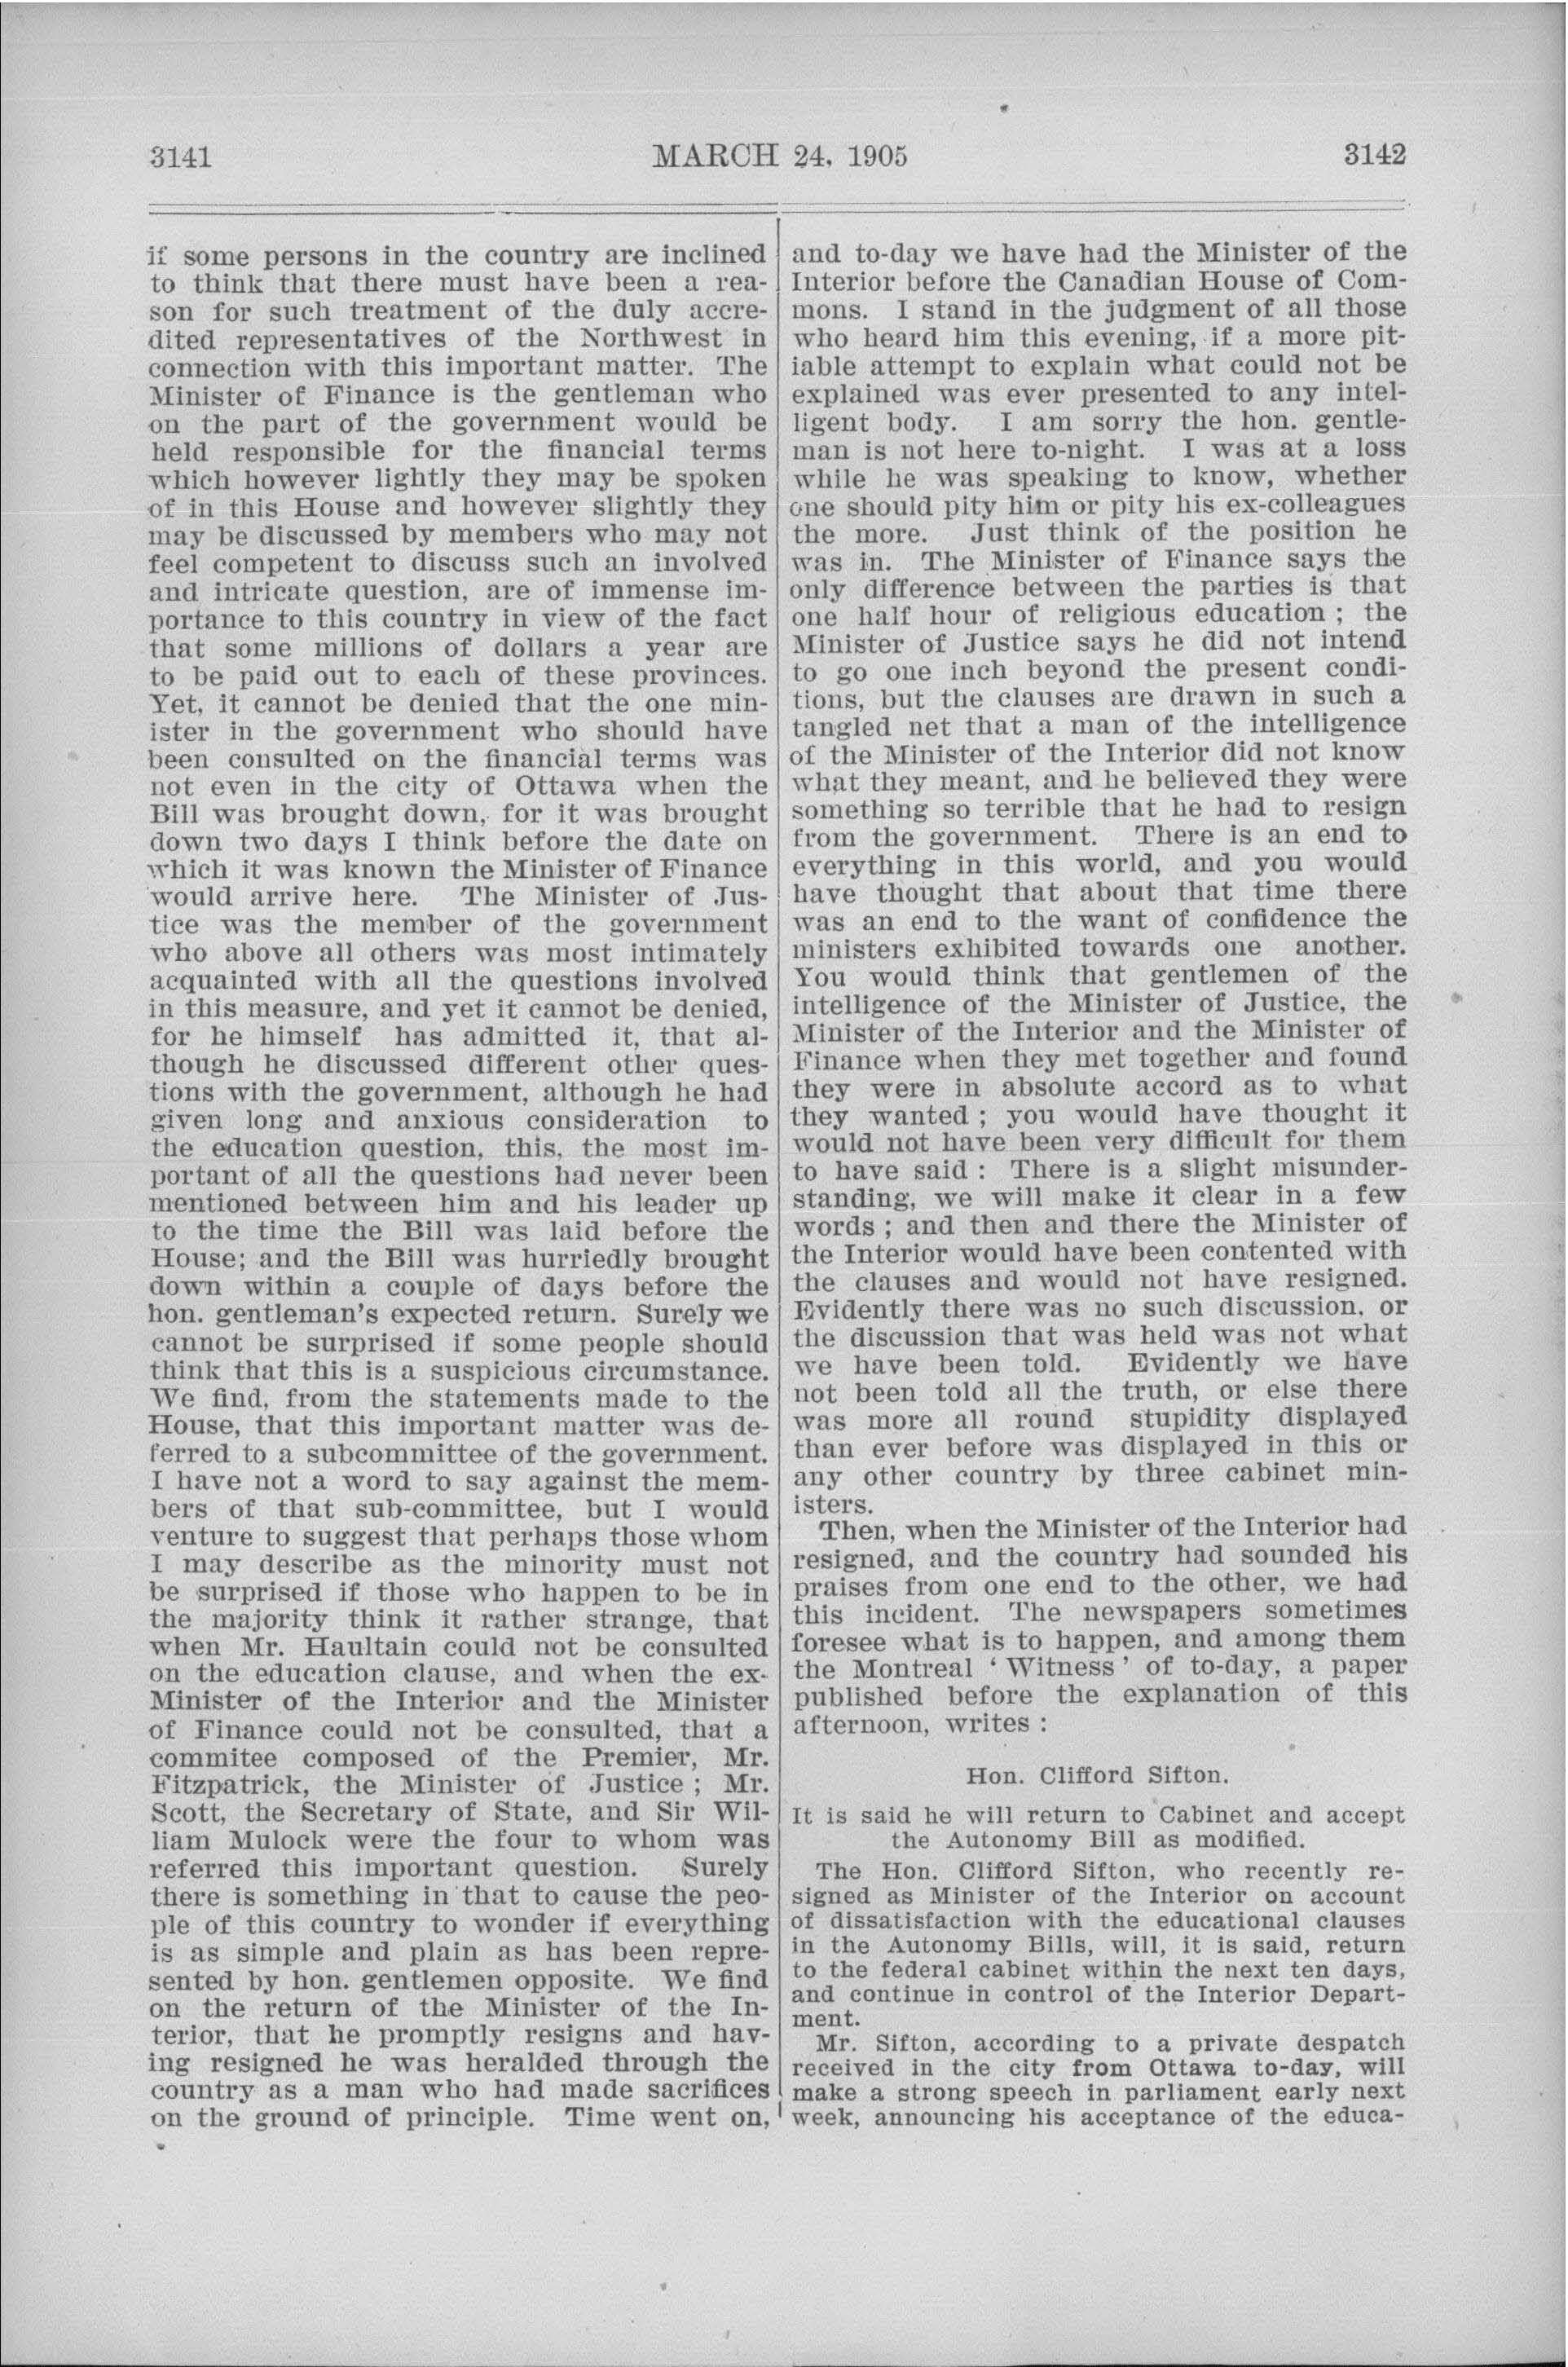 3141
MARCH 24, 1905
3142
if some persons in the country are inclined
to think that there must have been a rea-
son for such treatment of the duly accre-
dited representatives of the Northwest in
connection with this important matter. The
Minister of Finance is the gentleman who
on the part of the government would be
held responsible for the financial terms
which however lightly they may be spoken
of in this House and however slightly they
may be discussed by members who may not
feel competent to discuss such an involved
and intricate question, are of immense im-
portance to this country in view of the fact
that some millions of dollars a year are
to be paid out to each of these provinces.
Yet, it cannot be denied that the one min-
ister in the government who should have
been consulted on the financial terms was
not even in the city of Ottawa when the
Bill was brought down, for it was brought
down two days I think before the date on
which it was known the Minister of Finance
would arrive here. The Minister of Jus-
tice was the member of the government
who above all others was most intimately
acquainted with all the questions involved
in this measure, and yet it cannot be denied,
for he himself has admitted it, that al-
though he discussed different other ques-
tions with the government, although he had
given long and anxious consideration to
the education question, this, the most im-
portant of all the questions had never been
mentioned between him and his leader up
to the time the Bill was laid before the
House; and the Bill was hurriedly brought
down within a couple of days before the
hon. gentleman's expected return. Surely we
cannot be surprised if some people should
think that this is a suspicious circumstance.
We find, from the statements made to the
House, that this important matter was de-
ferred to a subcommittee of the government.
I have not a word to say against the mem-
bers of that sub-committee, but I would
venture to suggest that perhaps those whom
I may describe as the minority must not
be surprised if those who happen to be in
the majority think it rather strange, that
when Mr. Haultain could not be consulted
on the education clause, and when the ex-
Minister of the Interior and the Minister
of Finance could not be consulted, that a
commitee composed of the Premier, Mr.
Fitzpatrick, the Minister of Justice ; Mr.
Scott, the Secretary of State, and Sir Wil-
liam Mulock were the four to whom was
referred this important question. Surely
there is something in that to cause the peo-
ple of this country to wonder if everything
is as simple and plain as has been repre-
sented by hon. gentlemen opposite. We find
on the return of the Minister of the In-
terior, that he promptly resigns and hav-
ing resigned he was heralded through the
country as a man who had made sacrifices
on the ground of principle. Time went on,
and to-day we have had the Minister of the
Interior before the Canadian House of Com-
mons. I stand in the judgment of all those
who heard him this evening, if a more pit-
iable attempt to explain what could not be
explained was ever presented to any intel-
ligent body. I am sorry the hon. gentle-
man is not here to-night. I was at a loss
while he was speaking to know, whether
one should pity him or pity his ex-colleagues
the more. Just think of the position he
was in. The Minister of Finance says the
only difference between the parties is that
one half hour of religious education ; the
Minister of Justice says he did not intend
to go one inch beyond the present condi-
tions, but the clauses are drawn in such a
tangled net that a man of the intelligence
of the Minister of the Interior did not know
what they meant, and he believed they were
something so terrible that he had to resign
from the government. There is an end to
everything in this world, and you would
have thought that about that time there
was an end to the want of confidence the
ministers exhibited towards one another.
You would think that gentlemen of the
intelligence of the Minister of Justice, the
Minister of the Interior and the Minister of
Finance when they met together and found
they were in absolute accord as to what
they wanted ; you would have thought it
would not have been very difficult for them
to have said : There is a slight misunder-
standing, we will make it clear in a few
words ; and then and there the Minister of
the Interior would have been contented with
the clauses and would not have resigned.
Evidently there was no such discussion, or
the discussion that was held was not what
we have been told. Evidently we have
not been told all the truth, or else there
was more all round stupidity displayed
than ever before was displayed in this or
any other country by three cabinet min-
isters.
Then, when the Minister of the Interior had
resigned, and the country had sounded his
praises from one end to the other, we had
this incident. The newspapers sometimes
foresee what is to happen, and among them
the Montreal ' Witness ' of to-day, a paper
published before the explanation of this
afternoon, writes :
Hon. Clifford Sifton.
It is said he will return to Cabinet and accept
the Autonomy Bill as modified.
The Hon. Clifford Sifton, who recently re-
signed as Minister of the Interior on account
of dissatisfaction with the educational clauses
in the Autonomy Bills, will, it is said, return
to the federal cabinet within the next ten days,
and continue in control of the Interior Depart-
ment.
Mr. Sifton, according to a private despatch
received in the city from Ottawa to-day, will
make a strong speech in parliament early next
week, announcing his acceptance of the educa-